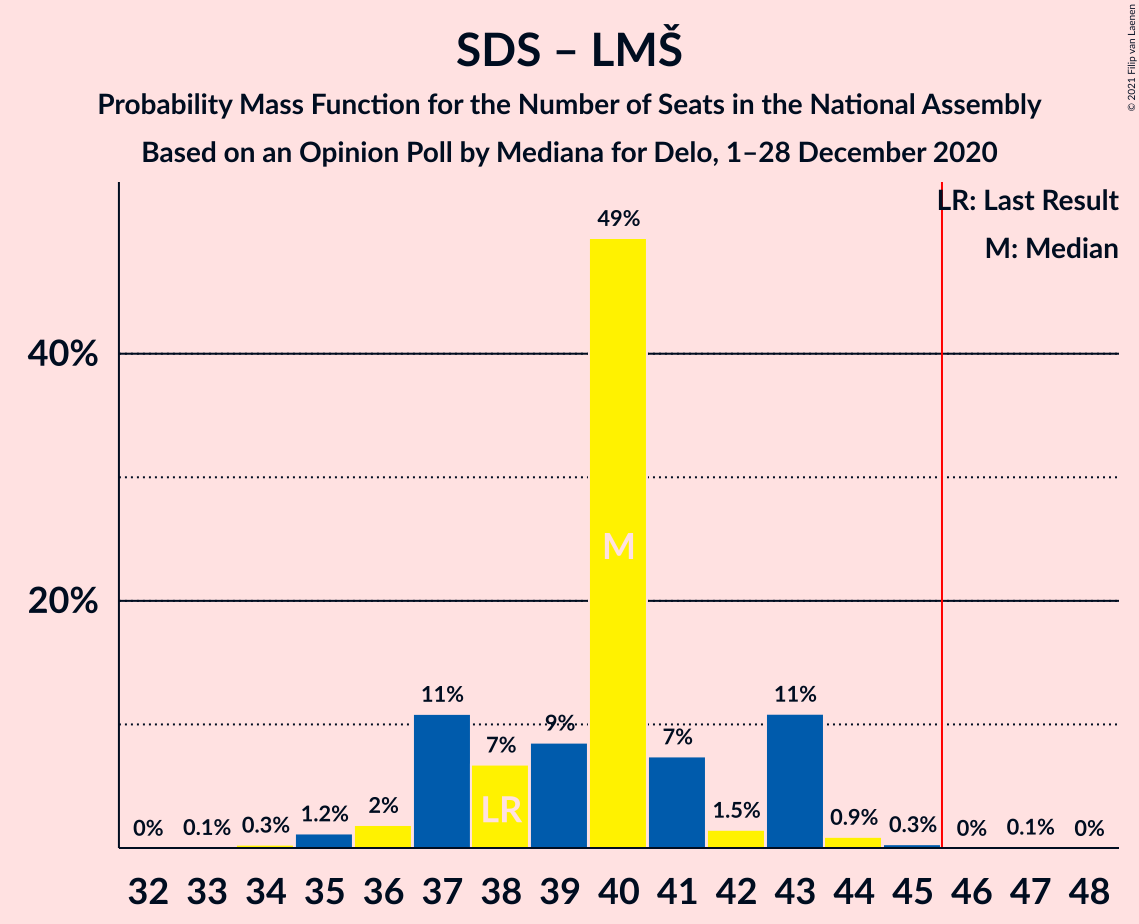 SDS – LMŠ
Probability Mass Function for the Number of Seats in the National Assembly
Based on an Opinion Poll by Mediana for Delo, 1–28 December 2020
© 2021 Filip van Laenen
LR: Last Result
M: Median
40%
20%
0%
0.1%
0.3%
1.2%
2%
11%
7%
9%
49%
7%
1.5%
11%
0.9%
0.3%
0%
0.1%
0%
M
LR
32 33 34 35 36 37 38 39 40 41 42 43 44 45 46 47 48